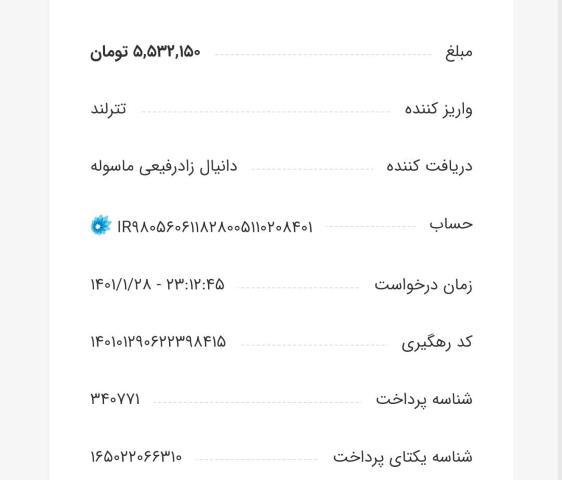 مبلغ ۵,۵۳۲,۱۵۰ تومان
واریز کننده تترلند
دریافت کننده دانیال زادرفیعی ماسوله
حساب IR۹۸۰۵۶۰۶۱۱۸۲۸۰۰۵۱۱۰۲۰۸۴۰۱
زمان درخواست ۱۴۰۱/۱/۲۸ - ۲۳:۱۲:۴۵
کد رهگیری ۱۴۰۱۰۱۲۹۰۶۲۲۳۹۸۴۱۵
شناسه پرداخت ۳۴۰۷۷۱
شناسه یکتای پرداخت ۱۶۵۰۲۲۰۶۶۳۱۰